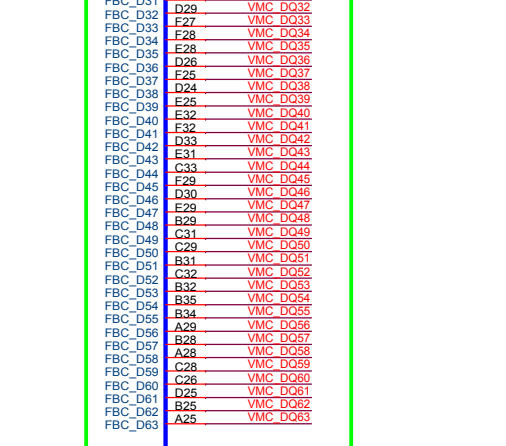 FBC_D31
FBC_D32 D29 VMC_DQ32
FBC_D33 F27 VMC_DQ33
FBC_D34 F28 VMC_DQ34
FBC_D35 E28 VMC_DQ35
FBC_D36 D26 VMC_DQ36
FBC_D37 F25 VMC_DQ37
FBC_D38 D24 VMC_DQ38
FBC_D39 E25 VMC_DQ39
FBC_D40 E32 VMC_DQ40
FBC_D41 F32 VMC_DQ41
FBC_D42 D33 VMC_DQ42
FBC_D43 E31 VMC_DQ43
FBC_D44 C33 VMC_DQ44
FBC_D45 F29 VMC_DQ45
FBC_D46 D30 VMC_DQ46
FBC_D47 E29 VMC_DQ47
FBC_D48 B29 VMC_DQ48
FBC_D49 C31 VMC_DQ49
FBC_D50 C29 VMC_DQ50
FBC_D51 B31 VMC_DQ51
FBC_D52 C32 VMC_DQ52
FBC_D53 B32 VMC_DQ53
FBC_D54 B35 VMC_DQ54
FBC_D55 B34 VMC_DQ55
FBC_D56 A29 VMC_DQ56
FBC_D57 B28 VMC_DQ57
FBC_D58 A28 VMC_DQ58
FBC_D59 C28 VMC_DQ59
FBC_D60 C26 VMC_DQ60
FBC_D61 D25 VMC_DQ61
FBC_D62 B25 VMC_DQ62
FBC_D63 A25 VMC_DQ63